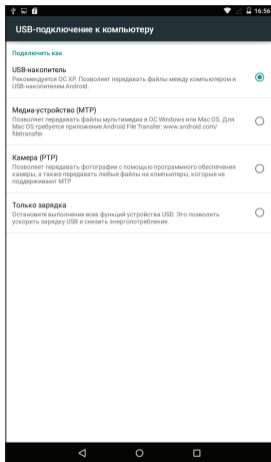 16:56
USB-подключение к компьютеру
Подключить как
USB-накопитель
Рекомендуется ОС XP. Позволяет передавать файлы между компьютером и
USB-накопителем Android.
Медиа-устройство (MTP)
Позволяет передавать файлы мультимедиа в ОС Windows или Mac OS. Для
Mac OS требуется приложение Android File Transfer: www.android.com/
filetransfer
Камера (PTP)
Позволяет передавать фотографии с помощью программного обеспечения
камеры, а также передавать любые файлы на компьютеры, которые не
поддерживают MTP
Только зарядка
Остановите выполнение всех функций устройства USB. Это позволить
ускорить зарядку USB и снизить энергопотребление.